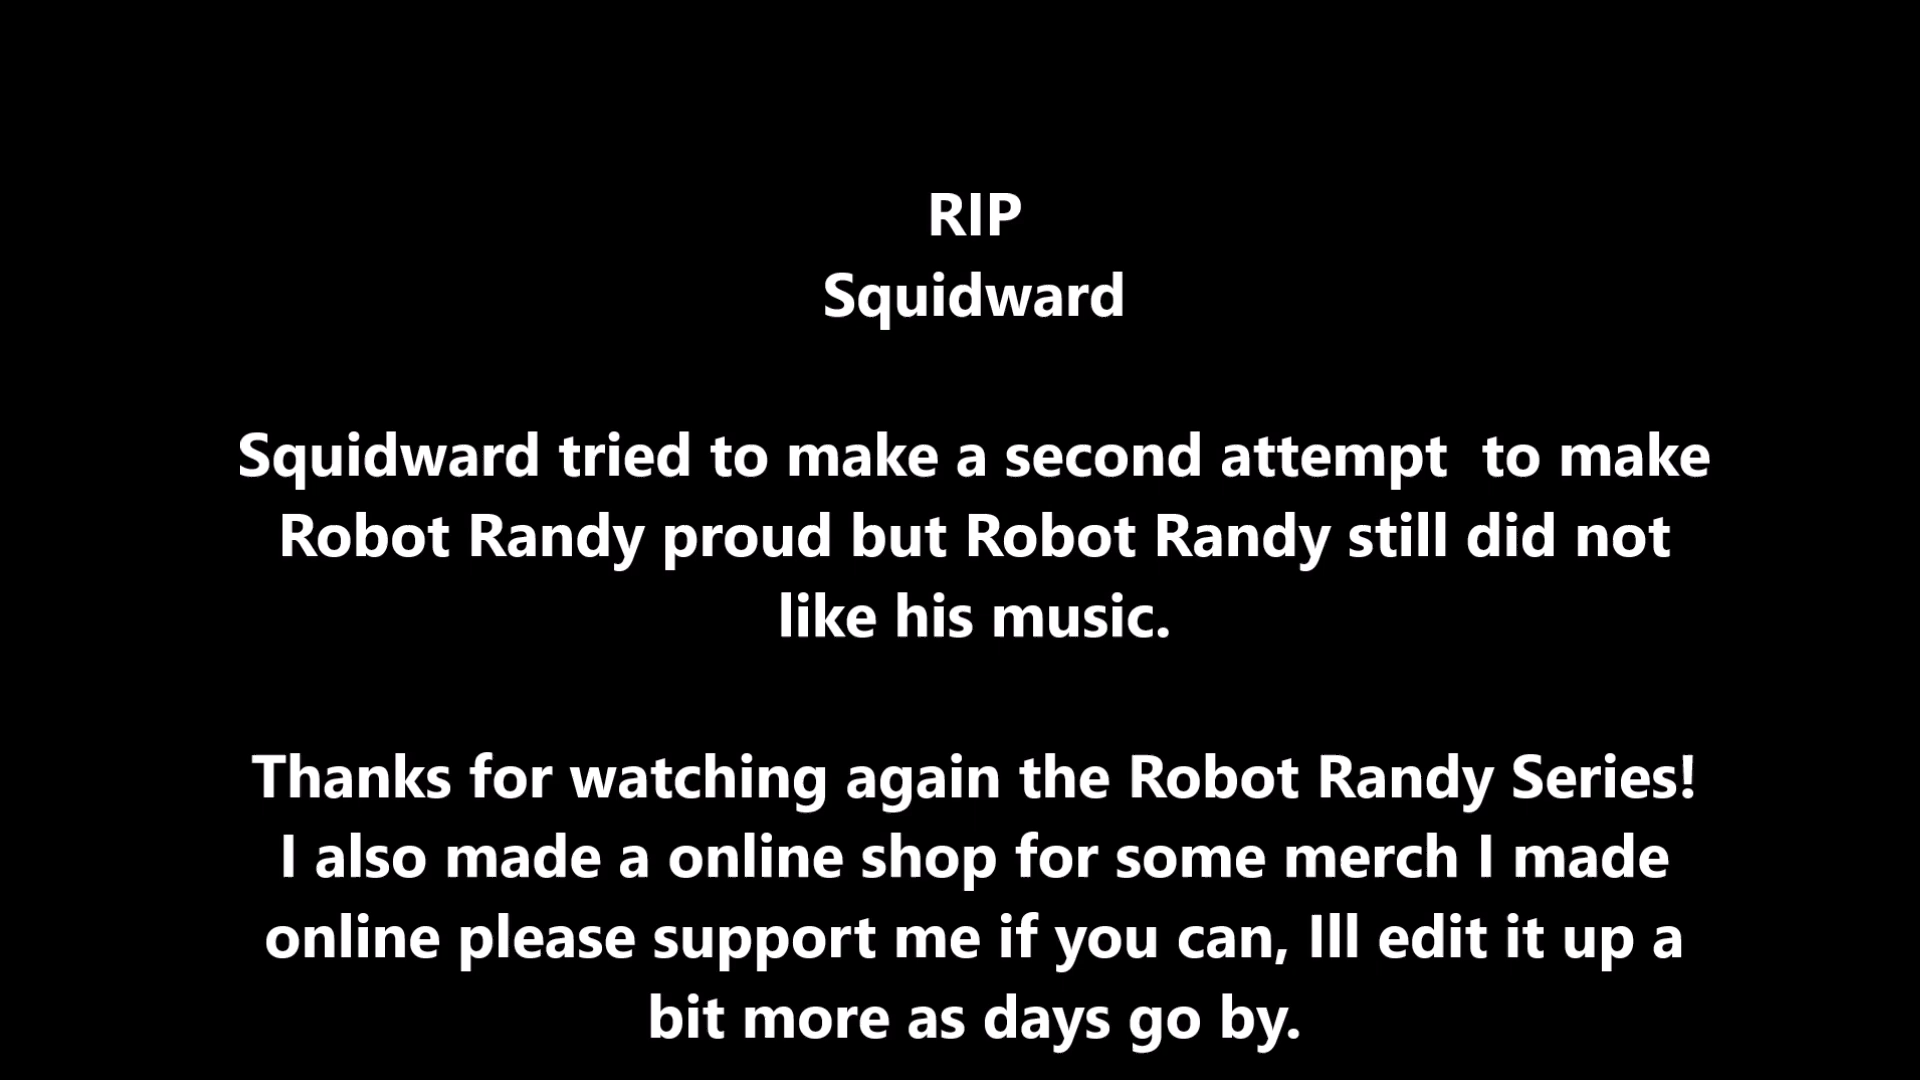 RIP
Squidward
Squidward tried to make a second attempt  to make
Robot Randy proud but Robot Randy still did not
like his music.
Thanks for watching again the Robot Randy Series!
I also made a online shop for some merch I made
online please support me if you can, Ill edit it up a
bit more as days go by.